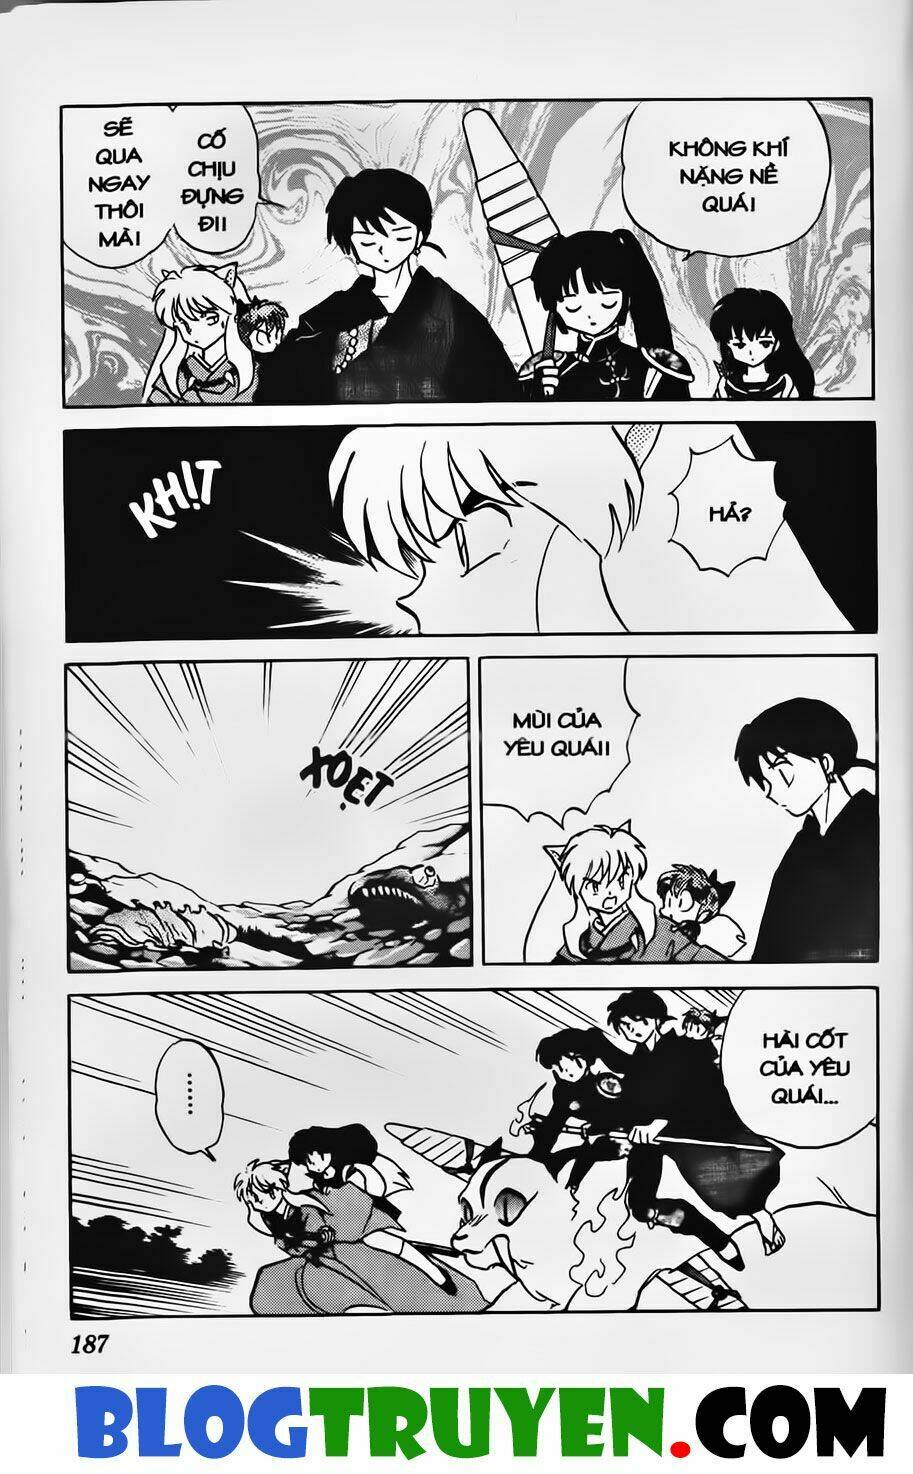 KHÔNG KHÍ
NẶNG NỀ
QUÁ!
CỐ
CHỊU
ĐỰNG
ĐI!
SẼ
QUA
NGAY
THÔI
MÀ!
HẢ?
KHỊT
MÙI CỦA
YÊU QUÁI!
XOẸT
HÀI CỐT
CỦA YÊU
QUÁI...
........
187
BLOGTRUYEN.COM